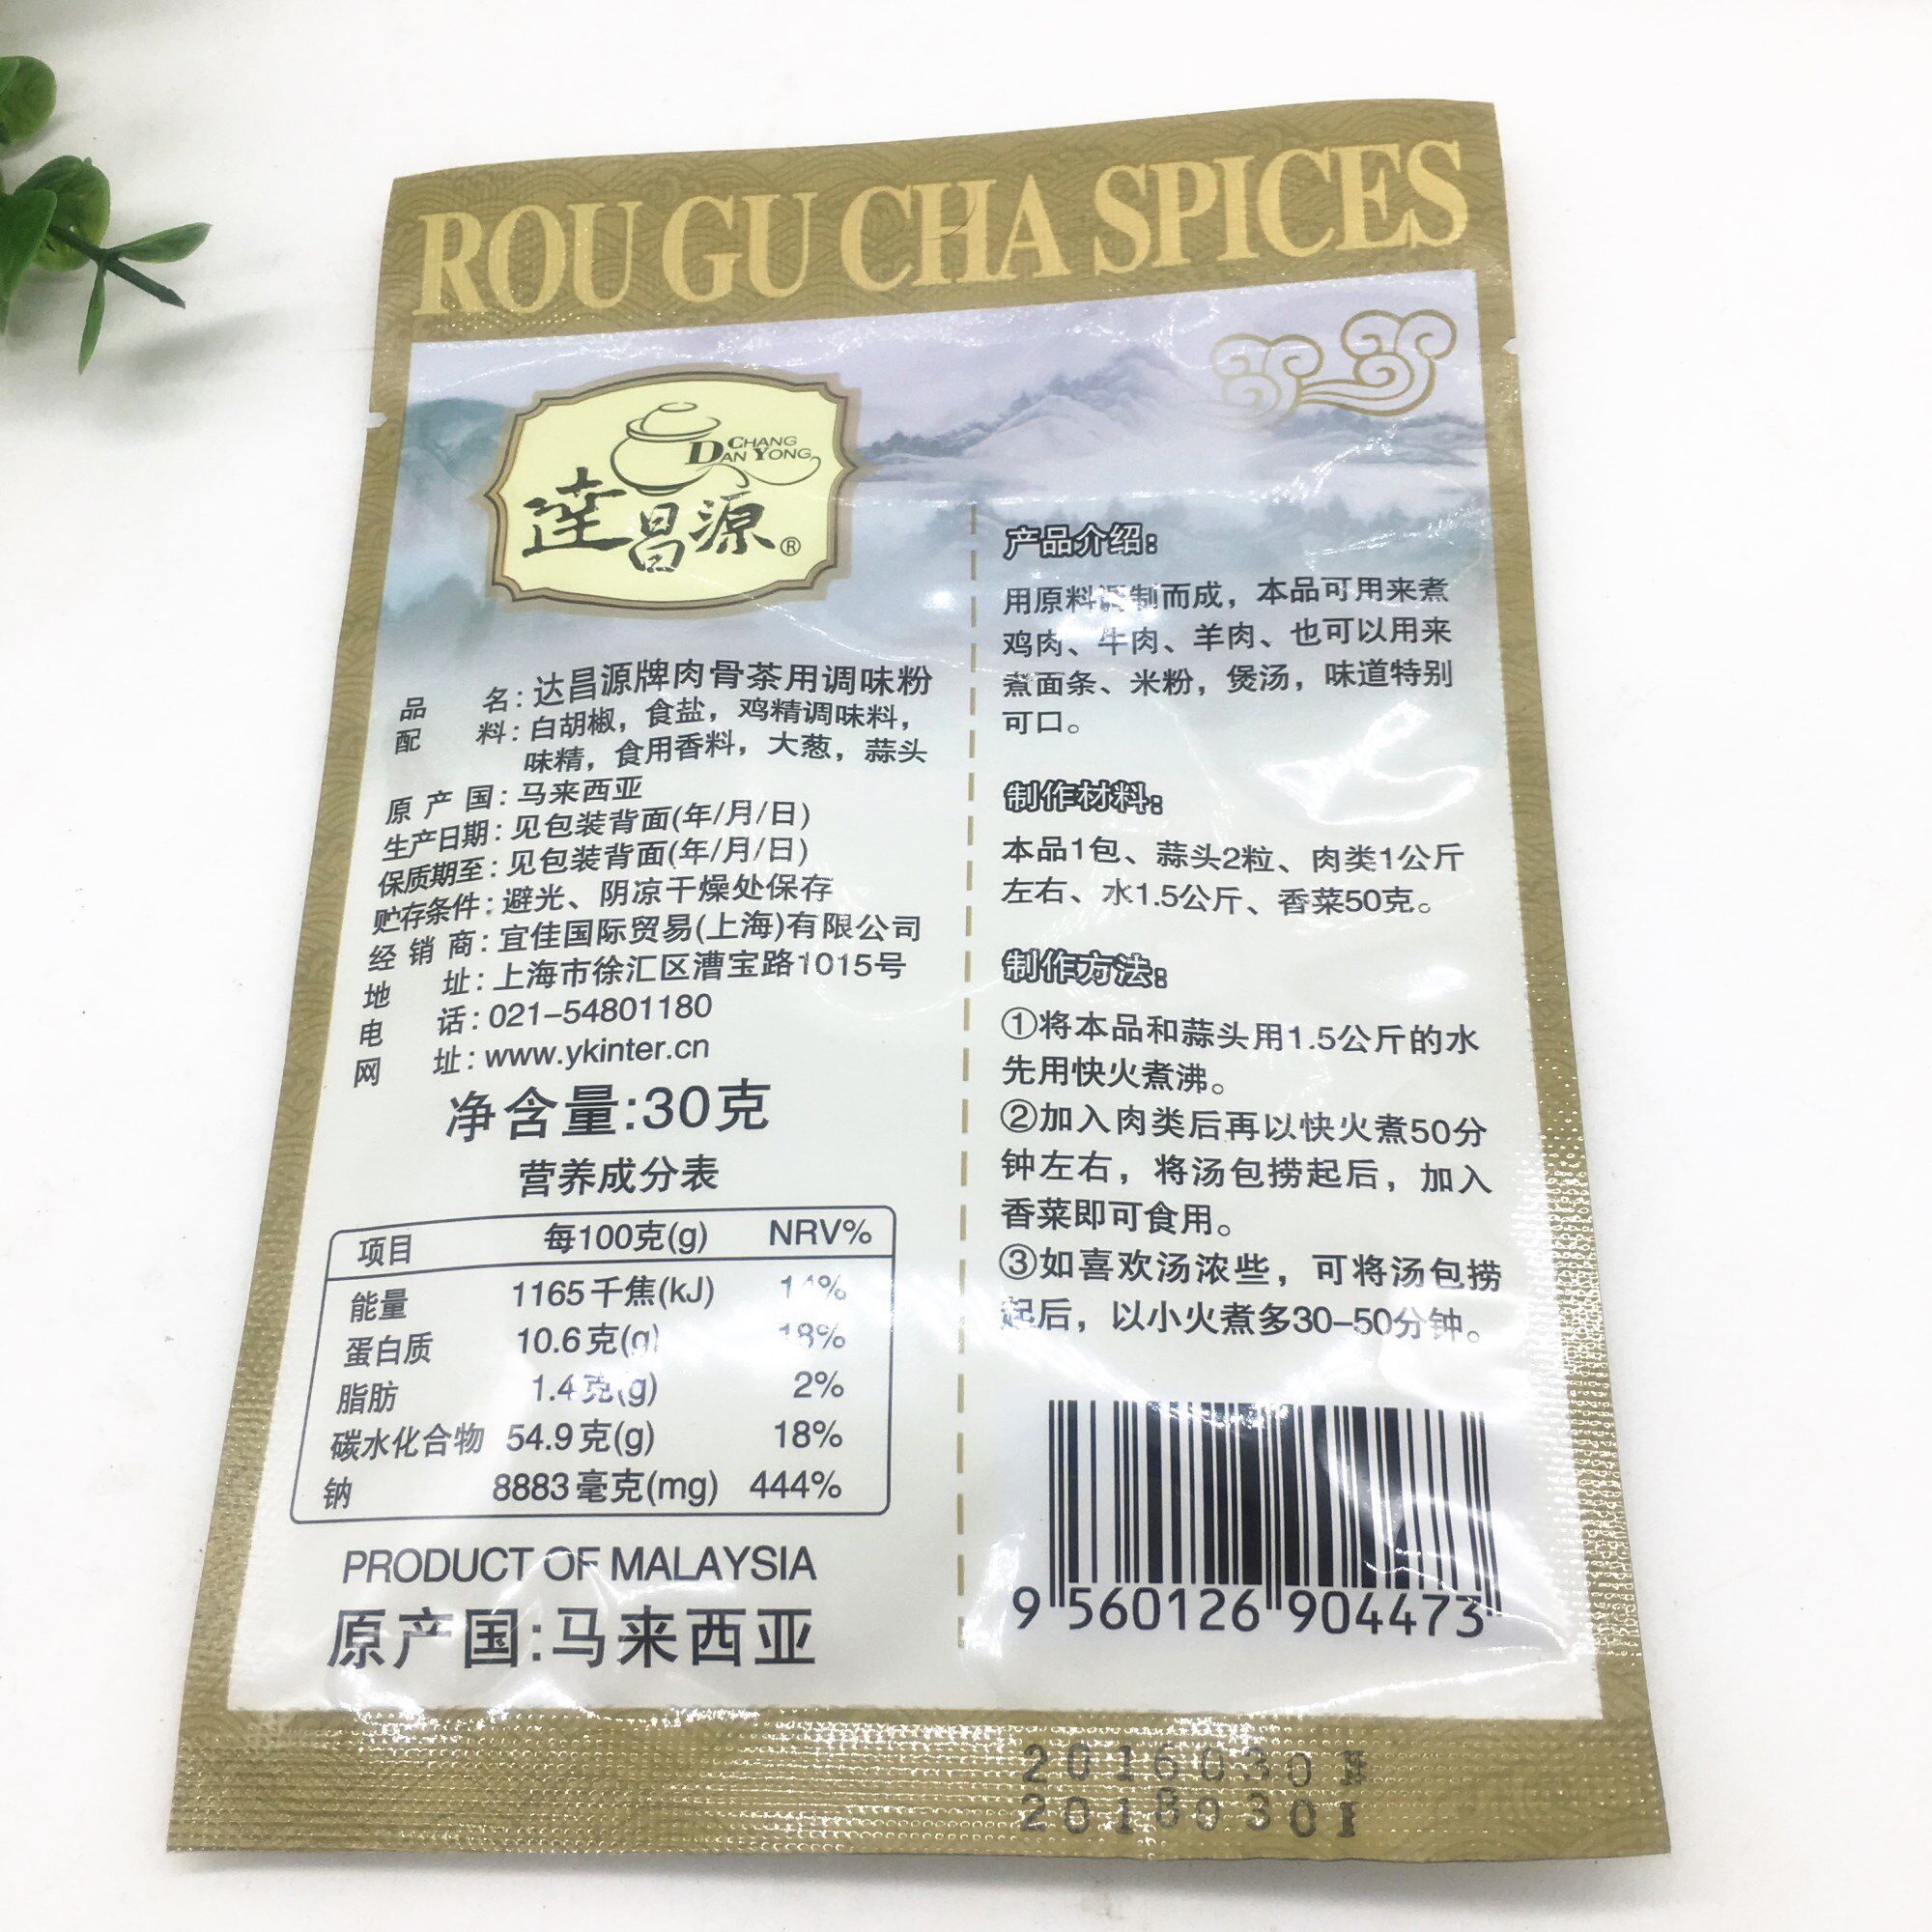 ROU GU CHA SPICES
CHANG
DAN YONG
達昌源®
品 名:达昌源牌肉骨茶用调味粉
配 料:白胡椒，食盐，鸡精调味料，
味精，食用香料，大葱，蒜头
原产国:马来西亚
生产日期:见包装背面(年/月/日)
保质期至:见包装背面(年/月/日)
贮存条件:避光、阴凉干燥处保存
经销商:宜佳国际贸易(上海)有限公司
地 址:上海市徐汇区漕宝路1015号
电 话:021-54801180
网 址:www.ykinter.cn
净含量:30克
营养成分表
项目 每100克(g) NRV%
能量 1165千焦(kJ) 14%
蛋白质 10.6克(g) 18%
脂肪 1.4克(g) 2%
碳水化合物 54.9克(g) 18%
钠 8883毫克(mg) 444%
PRODUCT OF MALAYSIA
原产国:马来西亚
产品介绍:
用原料调制而成，本品可用来煮
鸡肉、牛肉、羊肉、也可以用来
煮面条、米粉，煲汤，味道特别
可口。
制作材料:
本品1包、蒜头2粒、肉类1公斤
左右、水1.5公斤、香菜50克。
制作方法:
①将本品和蒜头用1.5公斤的水
先用快火煮沸。
②加入肉类后再以快火煮50分
钟左右，将汤包捞起后，加入
香菜即可食用。
③如喜欢汤浓些，可将汤包捞
起后，以小火煮多30-50分钟。
9 560126 904473
2016030
20180301